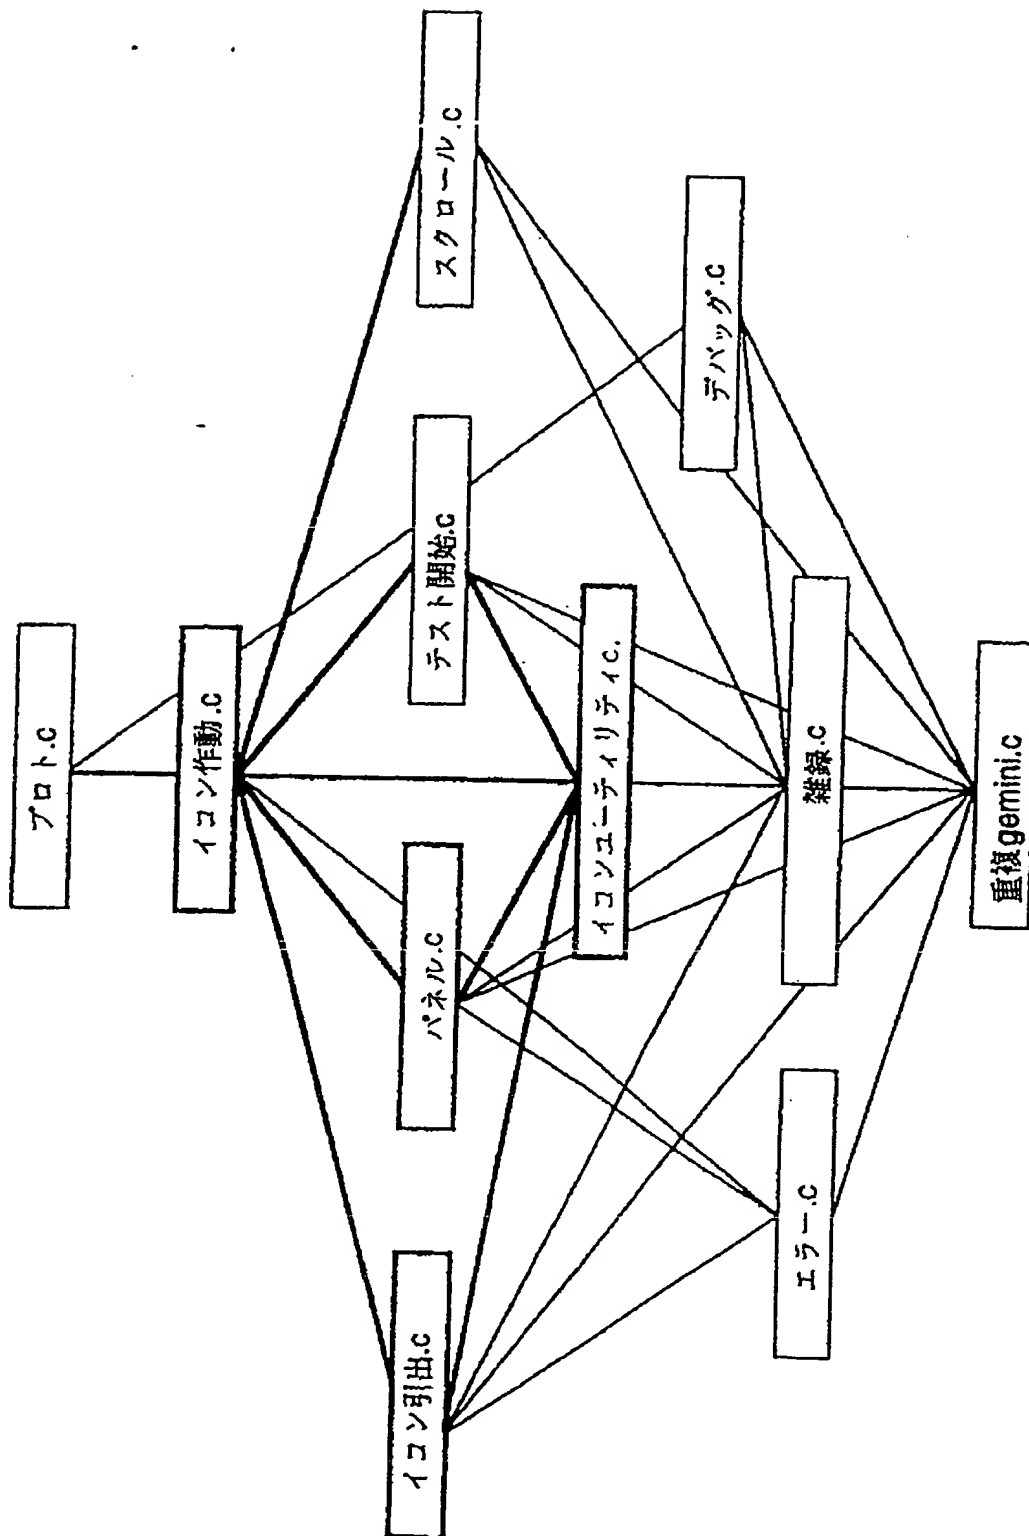 プロト.c
イコン作動.c
イコン引出.c
パネル.c
テスト開始.c
スクロール.c
イコンユーティリティc.
デバッグ.c
エラー.c
雑録.c
重複gemini.c